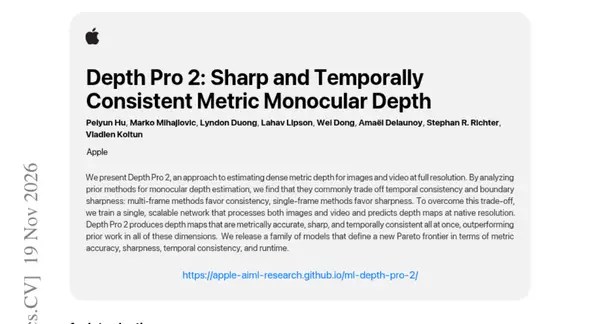 Depth Pro 2: Sharp and Temporally
Consistent Metric Monocular Depth
Peiyun Hu, Marko Mihajlovic, Lyndon Duong, Lahav Lipson, Wei Dong, Amaël Delaunoy, Stephan R. Richter,
Vladlen Koltun
Apple
We present Depth Pro 2, an approach to estimating dense metric depth for images and video at full resolution. By analyzing
prior methods for monocular depth estimation, we find that they commonly trade off temporal consistency and boundary
sharpness: multi-frame methods favor consistency, single-frame methods favor sharpness. To overcome this trade-off,
we train a single, scalable network that processes both images and video and predicts depth maps at native resolution.
Depth Pro 2 produces depth maps that are metrically accurate, sharp, and temporally consistent all at once, outperforming
prior work in all of these dimensions. We release a family of models that define a new Pareto frontier in terms of metric
accuracy, sharpness, temporal consistency, and runtime.
https://apple-aiml-research.github.io/ml-depth-pro-2/
cs.CV] 19 Nov 2026